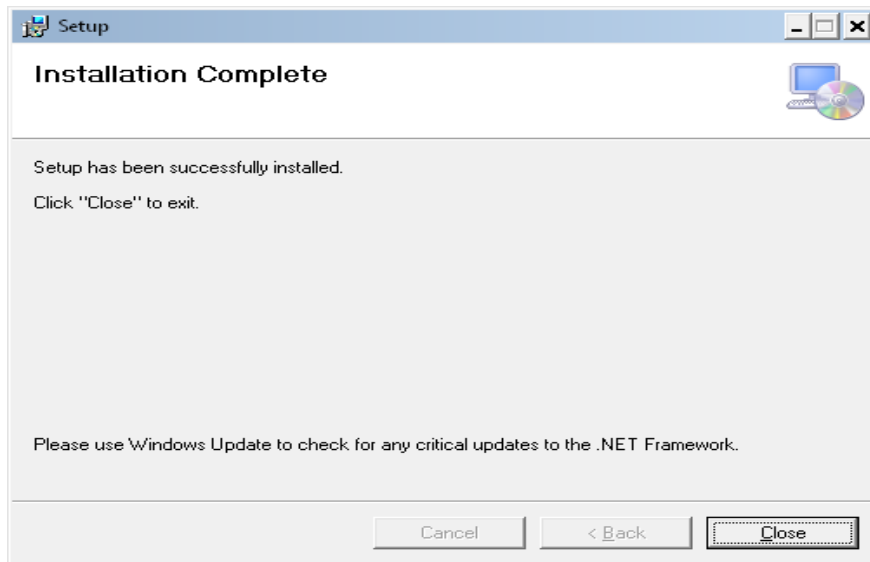 Setup
Installation Complete
Setup has been successfully installed.
Click "Close" to exit.
Please use Windows Update to check for any critical updates to the .NET Framework.
Cancel
< Back
Close